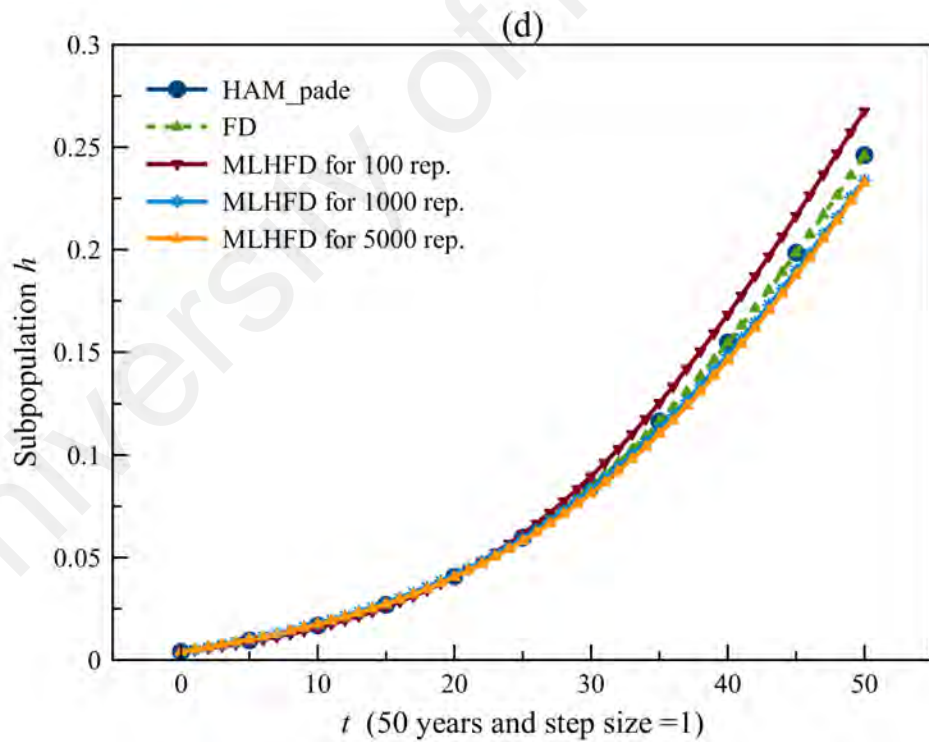 (d)
0.3
0.25
0.2
0.15
0.1
0.05
0
Subpopulation h
HAM_pade
FD
MLHFD for 100 rep.
MLHFD for 1000 rep.
MLHFD for 5000 rep.
0 10 20 30 40 50
t (50 years and step size =1)
University of